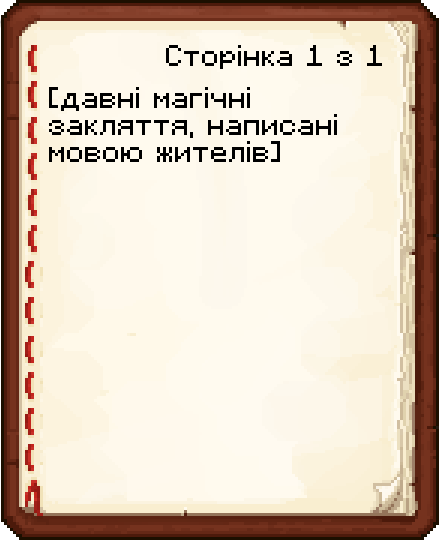 Сторінка 1 з 1
[давні магічні
закляття, написані
мовою жителів]